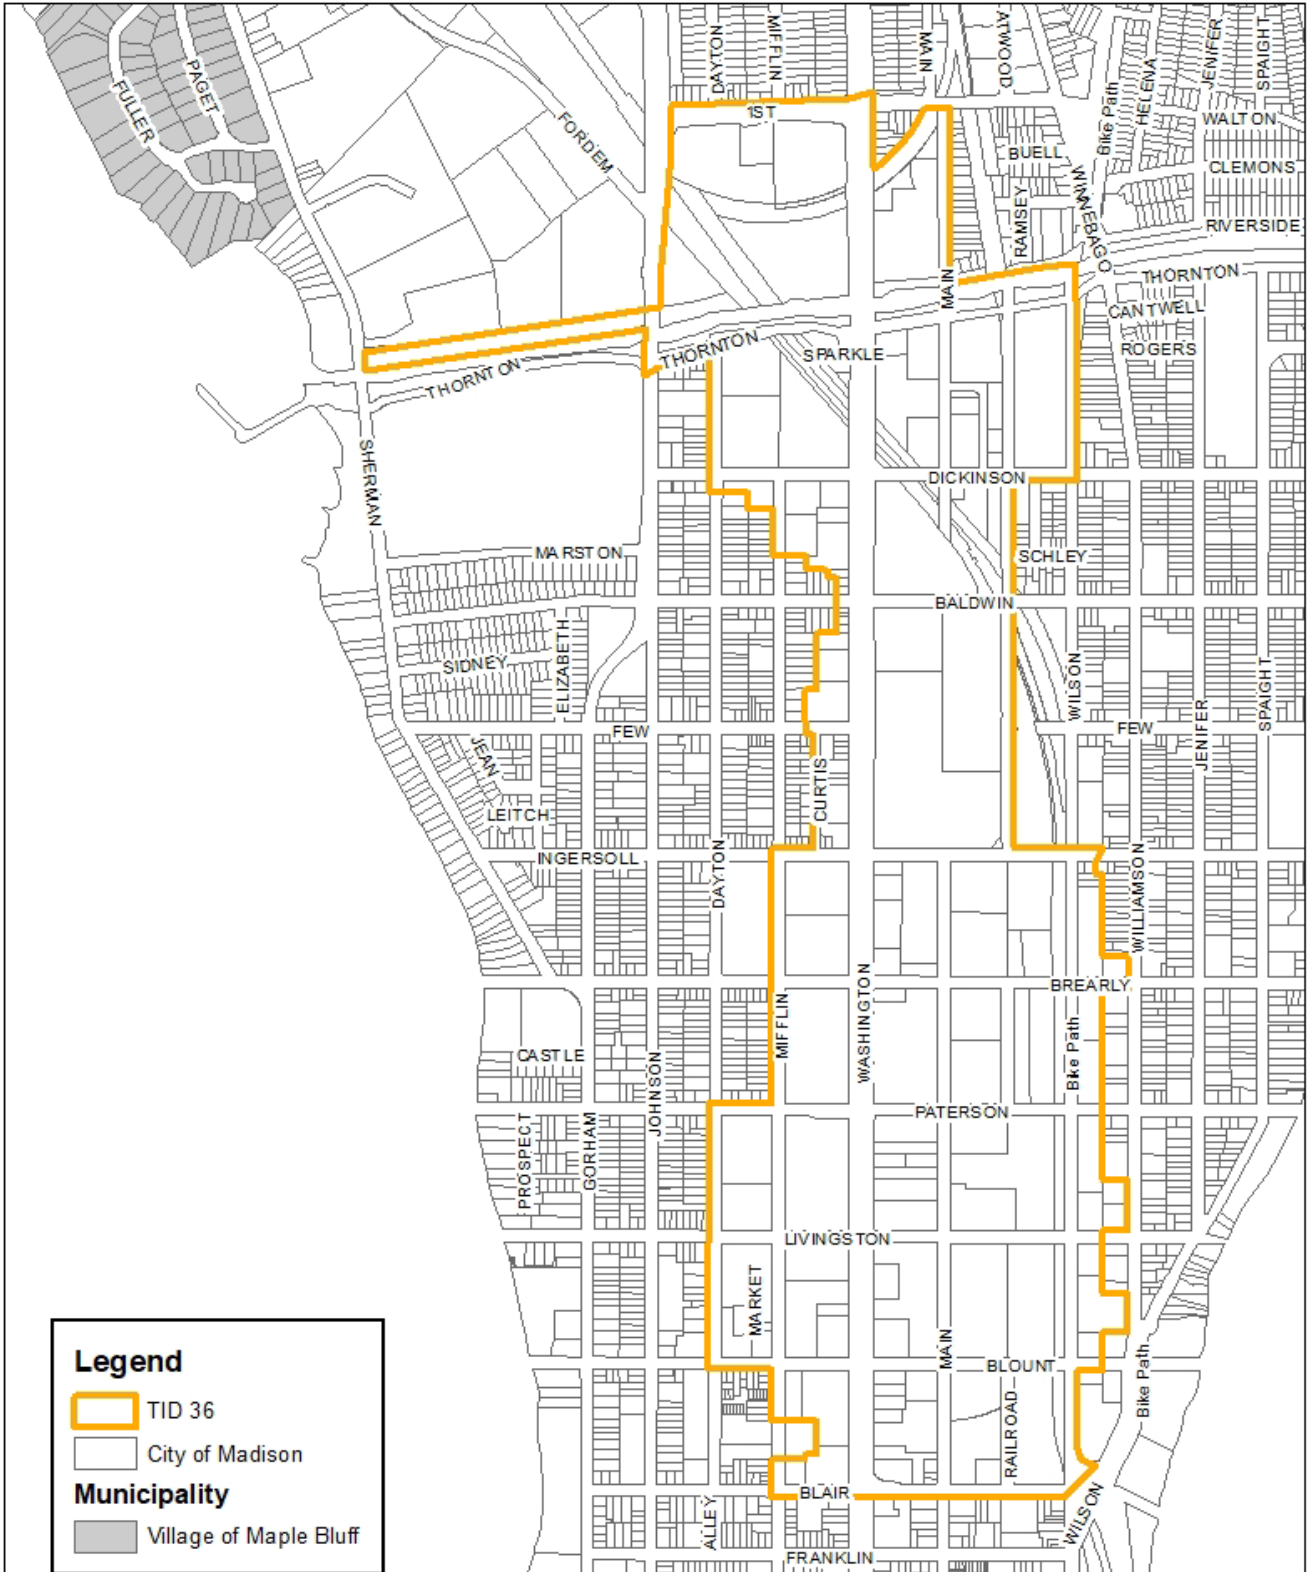 DAYTON
MIFFLIN
MAIN
ATWOOD
Bike Path
HELENA
JENIFER
SPAIGHT
PAGET
FULLER
FORDEM
1ST
WALTON
BUELL
CLEMONS
WINNEBAGO
RAMSEY
RIVERSIDE
THORNTON
MAIN
CANTWELL
THORNTON
SPARKLE
ROGERS
THORNTON
SHERMAN
DICKINSON
MARSTON
SCHLEY
BALDWIN
SIDNEY
ELIZABETH
WILSON
SPAIGHT
FEW
FEW
JENIFER
JEAN
CURTIS
LEITCH
INGERSOLL
DAYTON
WILLIAMSON
BREARLY
MIFFLIN
WASHINGTON
Bike Path
CASTLE
JOHNSON
PATERSON
PROSPECT
GORHAM
LIVINGSTON
MARKET
MAIN
BLOUNT
Bike Path
RAILROAD
BLAIR
ALLEY
WILSON
FRANKLIN
Legend
TID 36
City of Madison
Municipality
Village of Maple Bluff